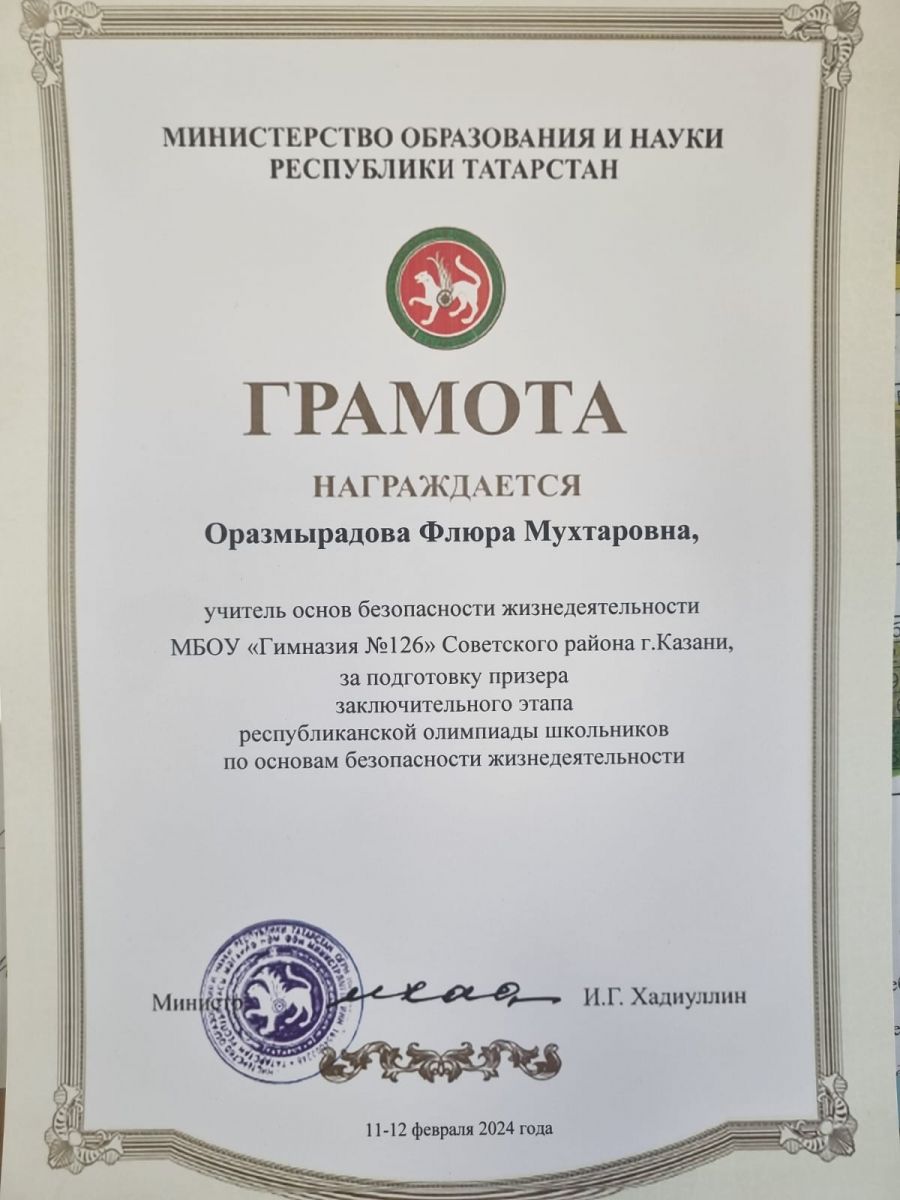 МИНИСТЕРСТВО ОБРАЗОВАНИЯ И НАУКИ
РЕСПУБЛИКИ ТАТАРСТАН
ГРАМОТА
НАГРАЖДАЕТСЯ
Оразмырадова Флюра Мухтаровна,
учитель основ безопасности жизнедеятельности
МБОУ «Гимназия №126» Советского района г.Казани,
за подготовку призера
заключительного этапа
республиканской олимпиады школьников
по основам безопасности жизнедеятельности
Министр
И.Г. Хадиуллин
11-12 февраля 2024 года